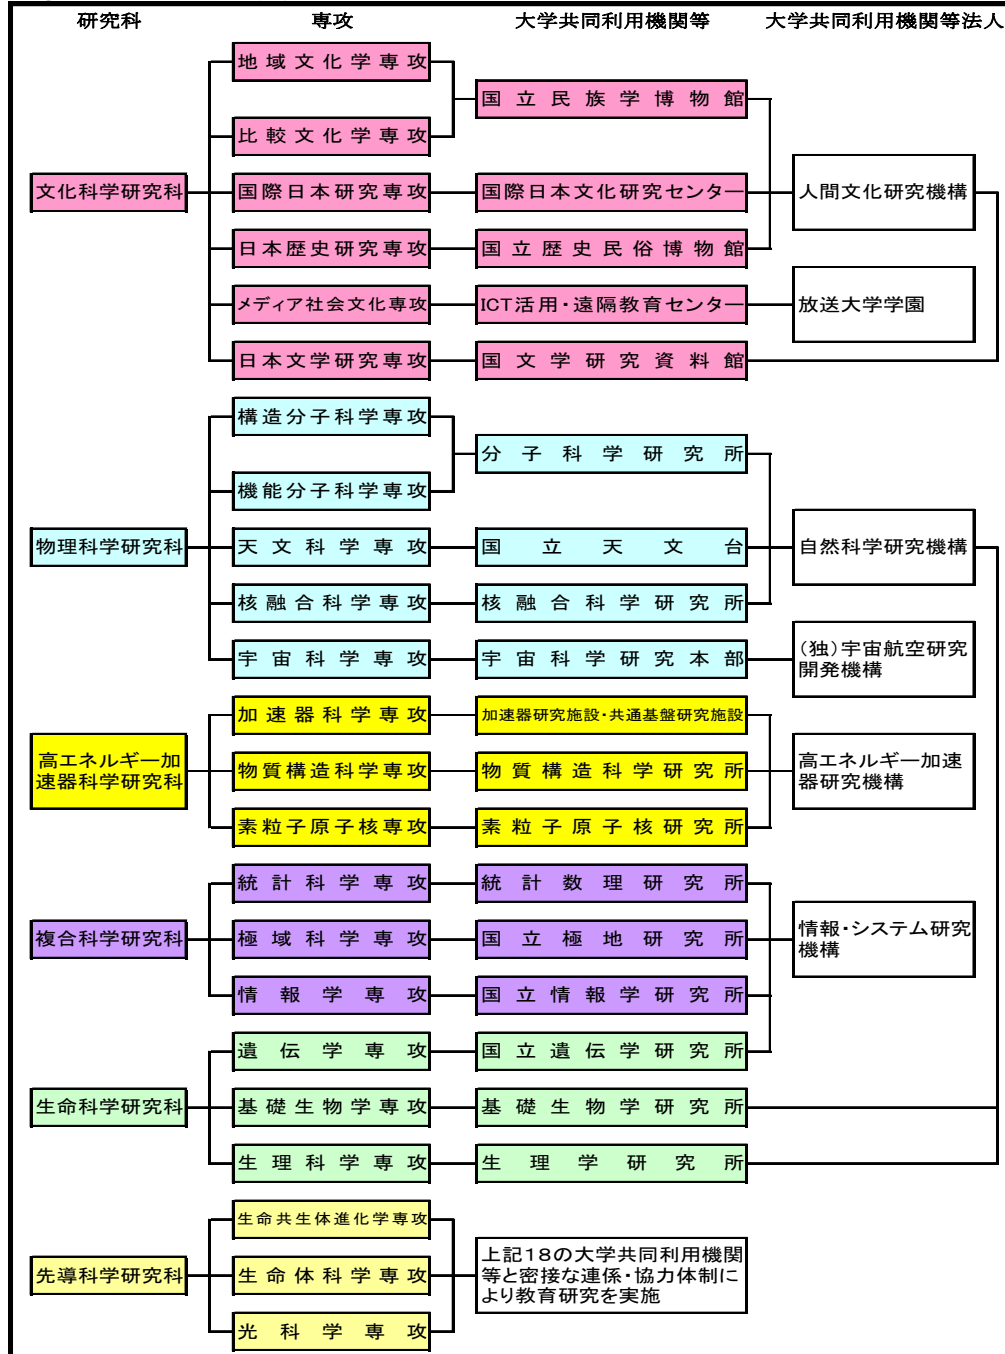 研究科 専攻 大学共同利用機関等 大学共同利用機関等法人
地域文化学専攻
国立民族学博物館
比較文化学専攻
文化科学研究科 国際日本研究専攻 国際日本文化研究センター 人間文化研究機構
日本歴史研究専攻 国立歴史民俗博物館
メディア社会文化専攻 ICT活用・遠隔教育センター 放送大学学園
日本文学研究専攻 国文学研究資料館
構造分子科学専攻
分子科学研究所
機能分子科学専攻
物理科学研究科 天文科学専攻 国立天文台 自然科学研究機構
核融合科学専攻 核融合科学研究所
宇宙科学専攻 宇宙科学研究本部 (独)宇宙航空研究
開発機構
加速器科学専攻 加速器研究施設・共通基盤研究施設
高エネルギー加
速器科学研究科 物質構造科学専攻 物質構造科学研究所 高エネルギー加速
器研究機構
素粒子原子核専攻 素粒子原子核研究所
統計科学専攻 統計数理研究所
複合科学研究科 極域科学専攻 国立極地研究所 情報・システム研究
機構
情報学専攻 国立情報学研究所
遺伝学専攻 国立遺伝学研究所
生命科学研究科 基礎生物学専攻 基礎生物学研究所
生理科学専攻 生理学研究所
生命共生体進化学専攻
先導科学研究科 生命体科学専攻 上記18の大学共同利用機関
等と密接な連係・協力体制に
より教育研究を実施
光科学専攻